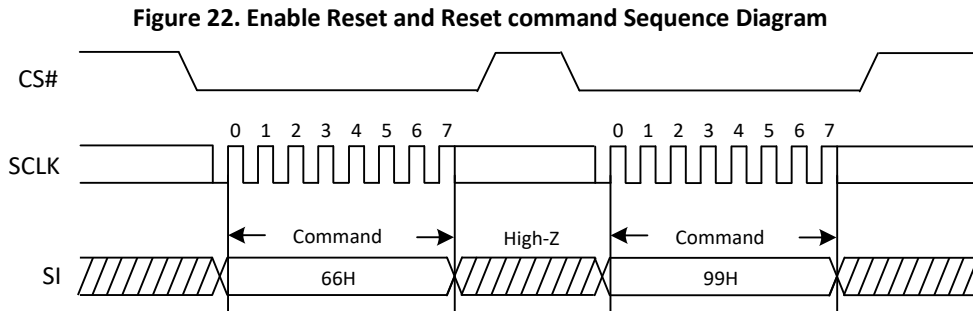 Figure 22. Enable Reset and Reset command Sequence Diagram
CS#
0 1 2 3 4 5 6 7 0 1 2 3 4 5 6 7
SCLK
Command High-Z Command
SI 66H 99H